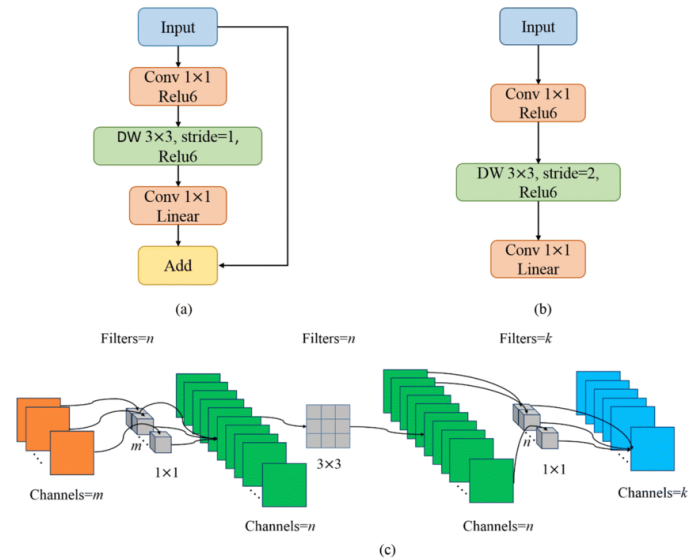 Input
Conv 1×1
Relu6
DW 3×3, stride=1,
Relu6
Conv 1×1
Linear
Add
(a)
Input
Conv 1×1
Relu6
DW 3×3, stride=2,
Relu6
Conv 1×1
Linear
(b)
Filters=n
Filters=n
Filters=k
m
1×1
3×3
n
1×1
Channels=m
Channels=n
Channels=n
Channels=k
(c)